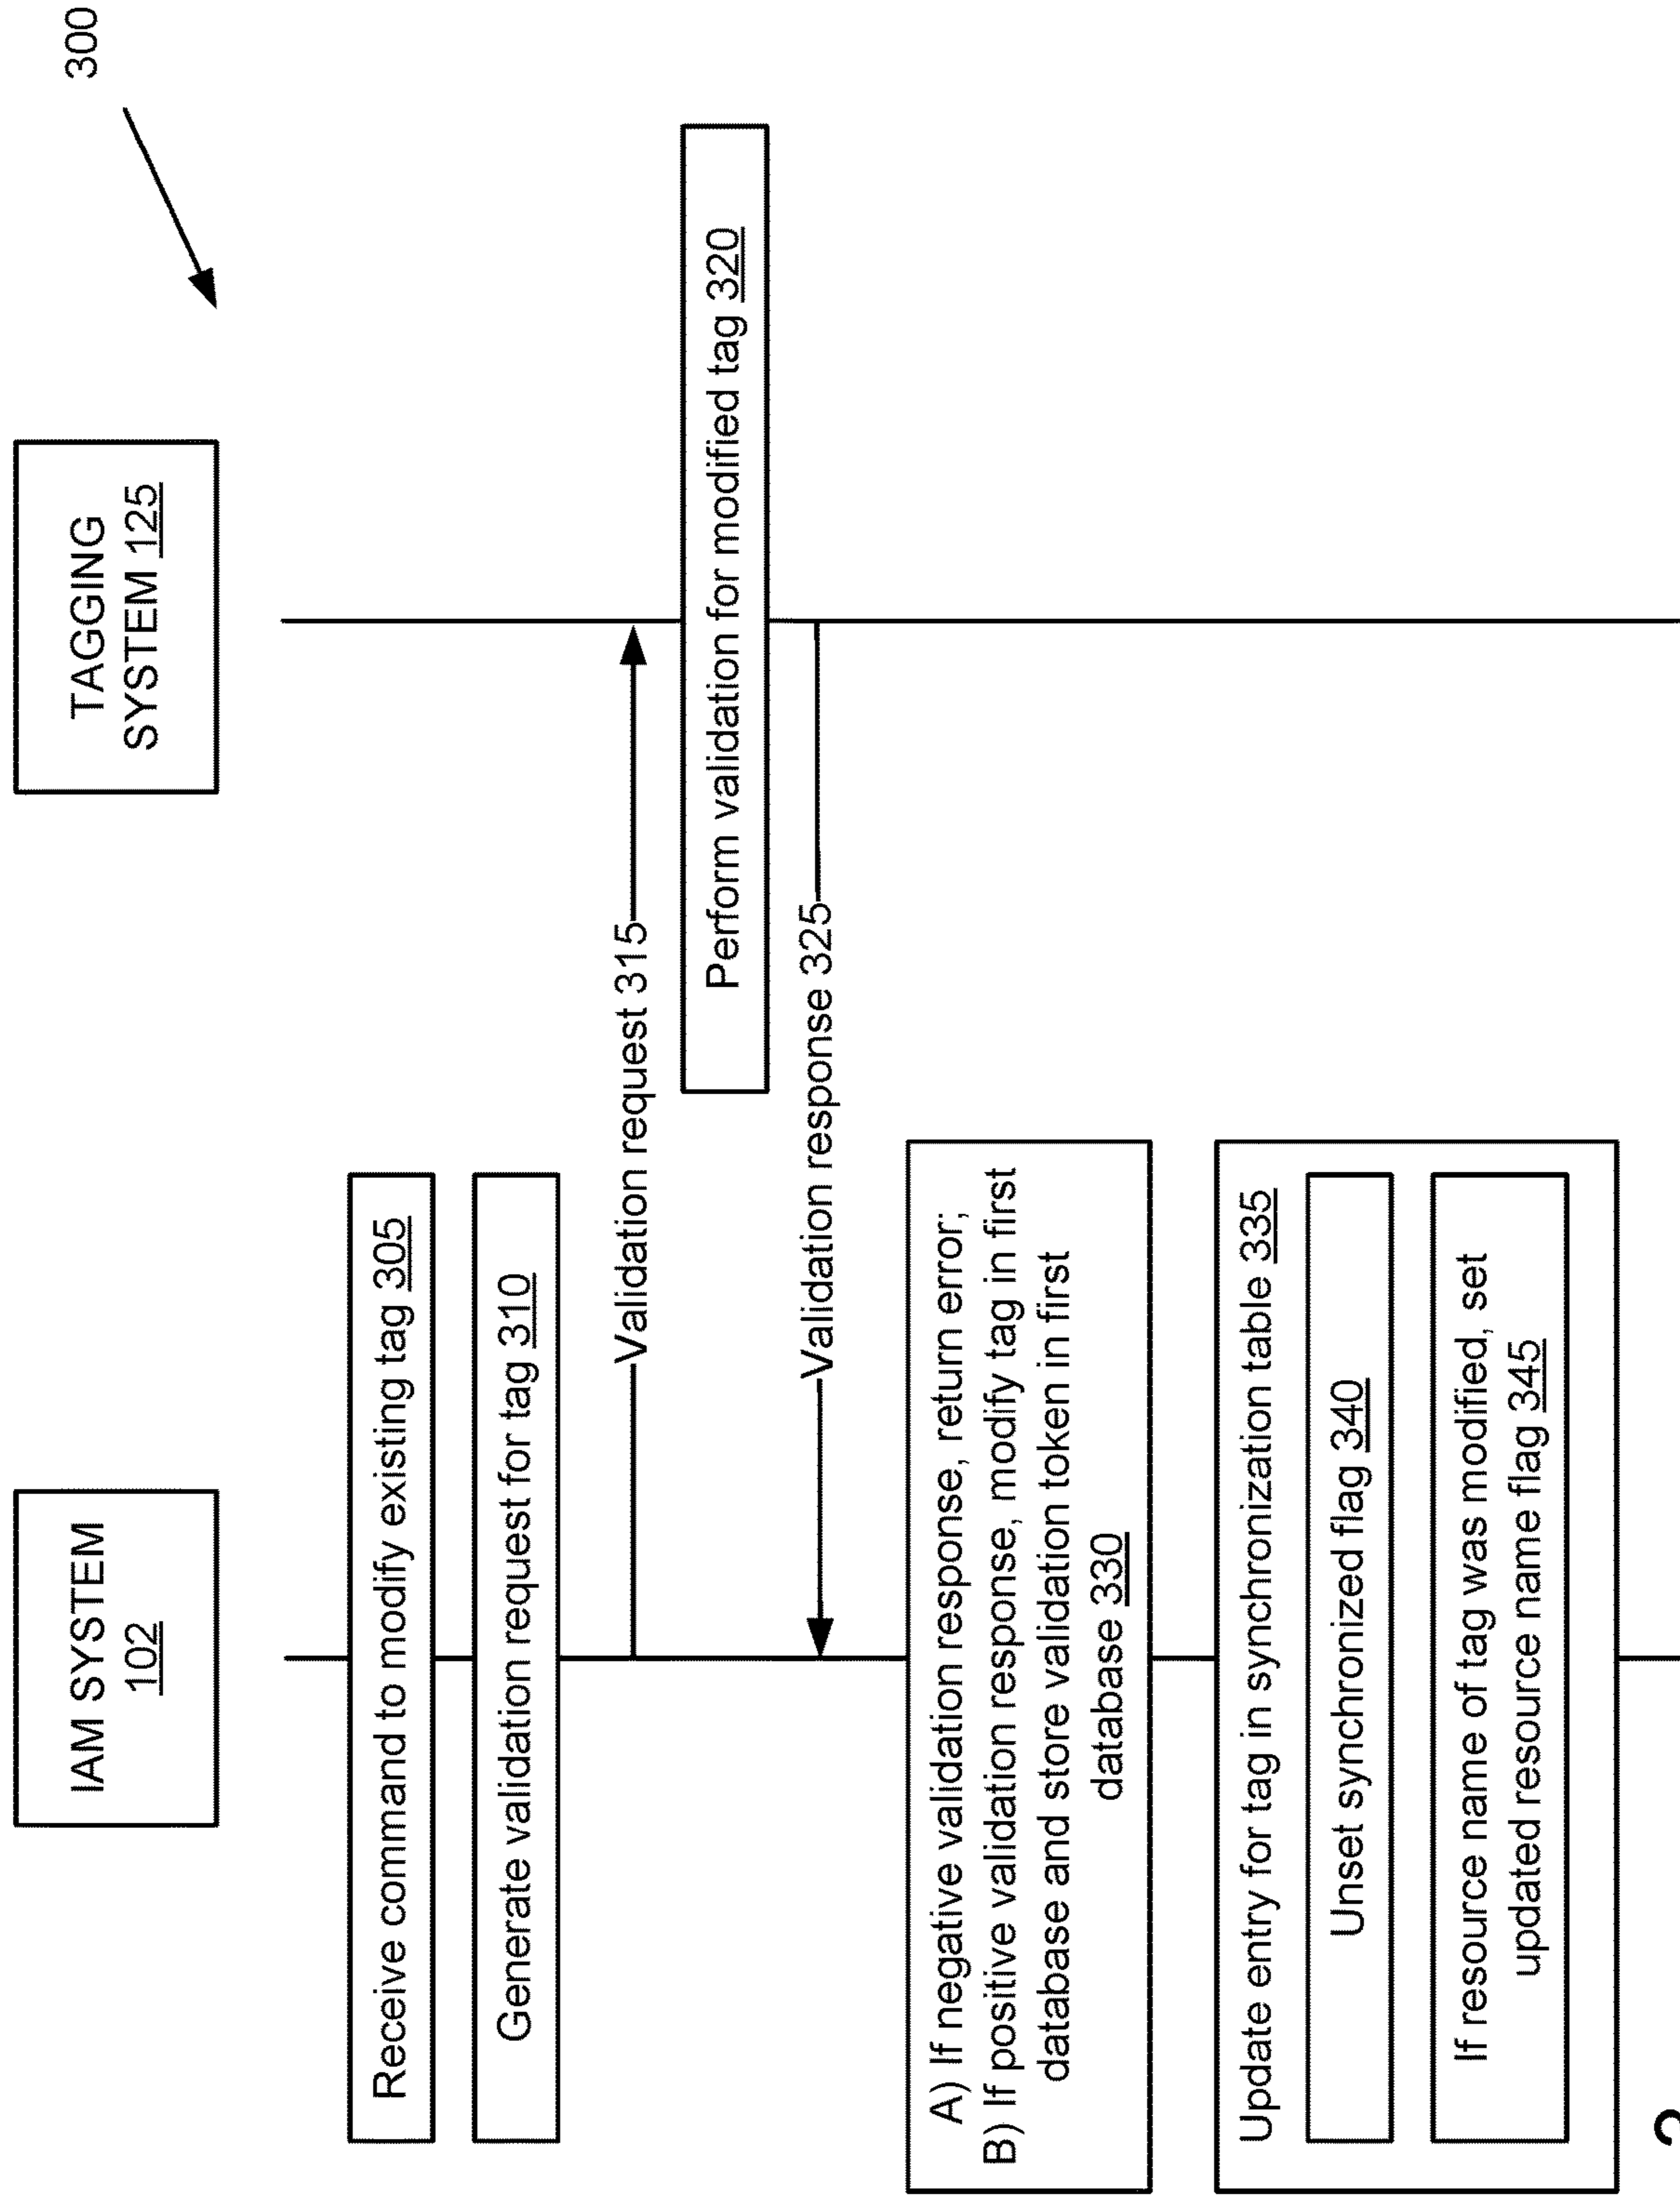 300
IAM SYSTEM
102
TAGGING
SYSTEM 125
Receive command to modify existing tag 305
Generate validation request for tag 310
Validation request 315
Perform validation for modified tag 320
Validation response 325
A) If negative validation response, return error;
B) If positive validation response, modify tag in first
database and store validation token in first
database 330
Update entry for tag in synchronization table 335
Unset synchronized flag 340
If resource name of tag was modified, set
updated resource name flag 345